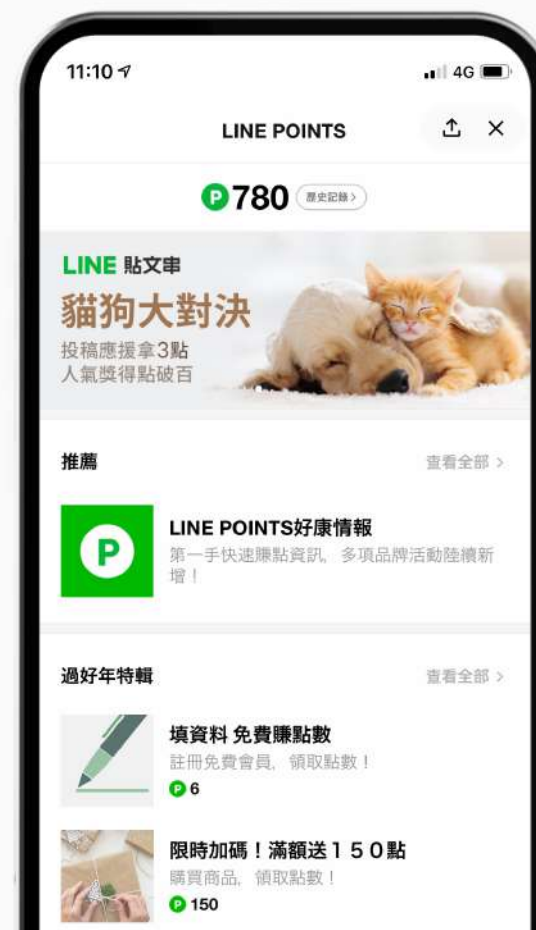 11:10
4G
LINE POINTS
P 780 歷史記錄 >
LINE 貼文串
貓狗大對決
投稿應援拿3點
人氣獎得點破百
推薦 查看全部 >
P
LINE POINTS好康情報
第一手快速賺點資訊, 多項品牌活動陸續新
增!
過好年特輯 查看全部 >
填資料 免費賺點數
註冊免費會員, 領取點數!
P 6
限時加碼!滿額送150點
購買商品, 領取點數!
P 150